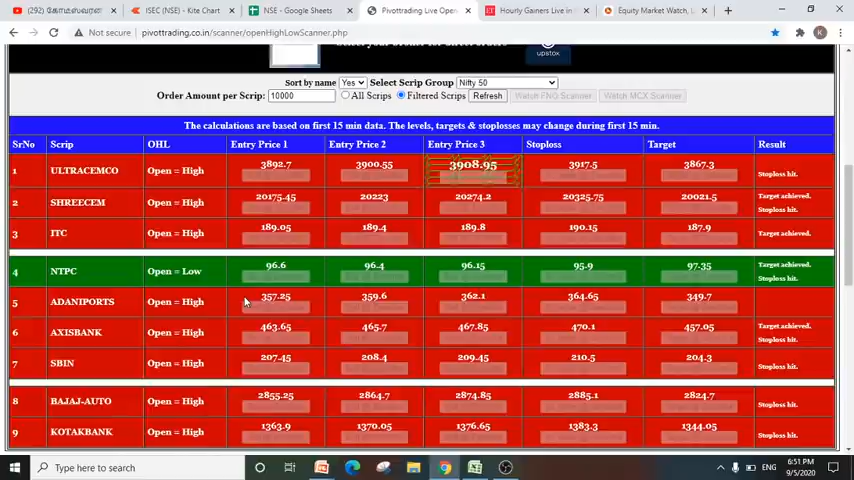 (292) கேமமட்
ISEC (NSE) - Kite Chart
NSE - Google Sheets
Pivottrading Live Open
Hourly Gainers Live in
Equity Market Watch, L
Not secure | pivottrading.co.in/scanner/openHighLowScanner.php
upstox
Sort by name Yes Select Scrip Group Nifty 50
Order Amount per Scrip: 10000 All Scrips Filtered Scrips Refresh Watch FNO Scanner Watch MCX Scanner
The calculations are based on first 15 min data. The levels, targets & stoplosses may change during first 15 min.
SrNo Scrip OHL Entry Price 1 Entry Price 2 Entry Price 3 Stoploss Target Result
1 ULTRACEMCO Open = High 3892.7 3900.55 3908.95 3917.5 3867.3 Stoploss hit.
2 SHREECEM Open = High 20175.45 20223 20274.2 20325.75 20021.5 Target achieved. Stoploss hit.
3 ITC Open = High 189.05 189.4 189.8 190.15 187.9 Target achieved.
4 NTPC Open = Low 96.6 96.4 96.15 95.9 97.35 Target achieved. Stoploss hit.
5 ADANIPORTS Open = High 357.25 359.6 362.1 364.65 349.7
6 AXISBANK Open = High 463.65 465.7 467.85 470.1 457.05 Target achieved. Stoploss hit.
7 SBIN Open = High 207.45 208.4 209.45 210.5 204.3 Stoploss hit.
8 BAJAJ-AUTO Open = High 2855.25 2864.7 2874.85 2885.1 2824.7 Stoploss hit.
9 KOTAKBANK Open = High 1363.9 1370.05 1376.65 1383.3 1344.05 Stoploss hit.
Type here to search
ENG
6:51 PM
9/5/2020